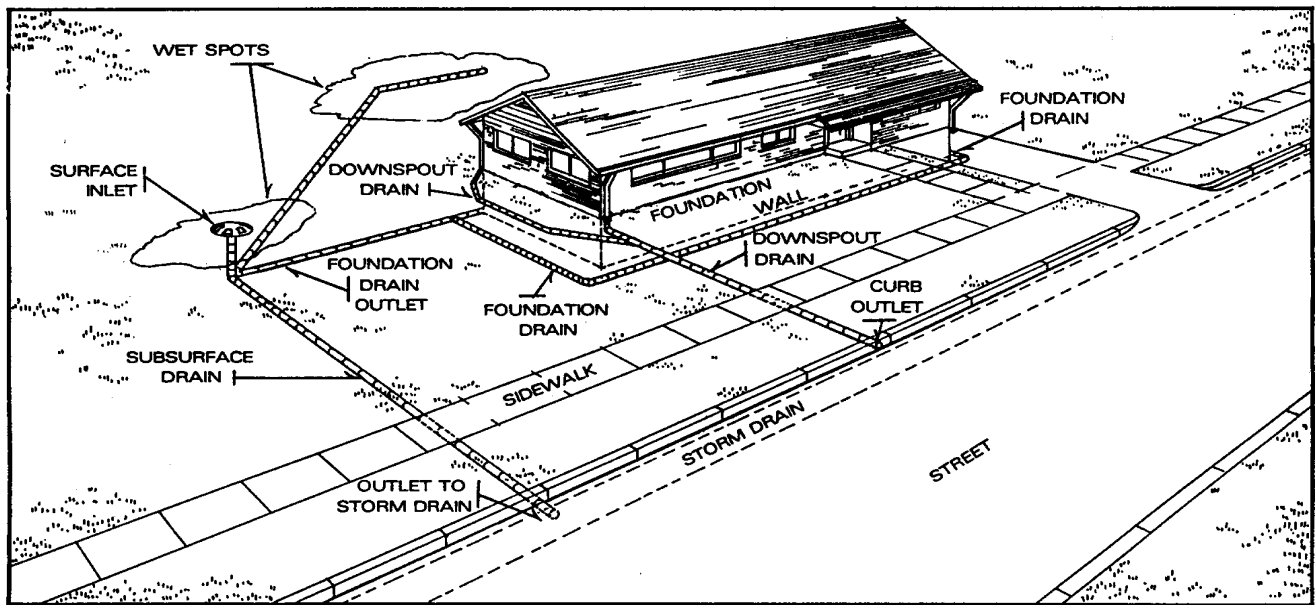 WET SPOTS
SURFACE
INLET
DOWNSPOUT
DRAIN
FOUNDATION
DRAIN
FOUNDATION
WALL
FOUNDATION
DRAIN
OUTLET
FOUNDATION
DRAIN
DOWNSPOUT
DRAIN
CURB
OUTLET
SUBSURFACE
DRAIN
SIDEWALK
STORM DRAIN
STREET
OUTLET TO
STORM DRAIN